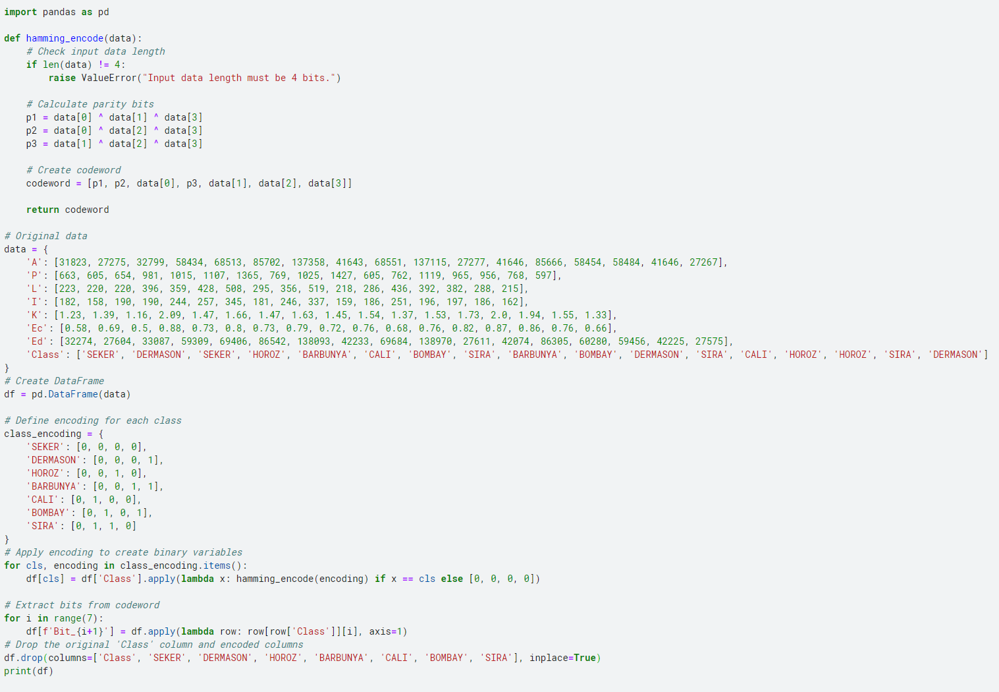 import pandas as pd

def hamming_encode(data):
    # Check input data length
    if len(data) != 4:
        raise ValueError("Input data length must be 4 bits.")

    # Calculate parity bits
    p1 = data[0] ^ data[1] ^ data[3]
    p2 = data[0] ^ data[2] ^ data[3]
    p3 = data[1] ^ data[2] ^ data[3]

    # Create codeword
    codeword = [p1, p2, data[0], p3, data[1], data[2], data[3]]

    return codeword

# Original data
data = {
    'A': [31823, 27275, 32799, 58434, 68513, 85702, 137358, 41643, 68551, 137115, 27277, 41646, 85666, 58454, 58484, 41646, 27267],
    'P': [663, 605, 654, 981, 1015, 1107, 1365, 769, 1025, 1427, 605, 762, 1119, 965, 956, 768, 597],
    'L': [223, 220, 220, 396, 359, 428, 508, 295, 356, 519, 218, 286, 436, 392, 382, 288, 215],
    'I': [182, 158, 190, 190, 244, 257, 345, 181, 246, 337, 159, 186, 251, 196, 197, 186, 162],
    'K': [1.23, 1.39, 1.16, 2.09, 1.47, 1.66, 1.47, 1.63, 1.45, 1.54, 1.37, 1.53, 1.73, 2.0, 1.94, 1.55, 1.33],
    'Ec': [0.58, 0.69, 0.5, 0.88, 0.73, 0.8, 0.73, 0.79, 0.72, 0.76, 0.68, 0.76, 0.82, 0.87, 0.86, 0.76, 0.66],
    'Ed': [32274, 27604, 33087, 59309, 69406, 86542, 138093, 42233, 69684, 138970, 27611, 42074, 86305, 60280, 59456, 42225, 27575],
    'Class': ['SEKER', 'DERMASON', 'SEKER', 'HOROZ', 'BARBUNYA', 'CALI', 'BOMBAY', 'SIRA', 'BARBUNYA', 'BOMBAY', 'DERMASON', 'SIRA', 'CALI', 'HOROZ', 'HOROZ', 'SIRA', 'DERMASON']
}
# Create DataFrame
df = pd.DataFrame(data)

# Define encoding for each class
class_encoding = {
    'SEKER': [0, 0, 0, 0],
    'DERMASON': [0, 0, 0, 1],
    'HOROZ': [0, 0, 1, 0],
    'BARBUNYA': [0, 0, 1, 1],
    'CALI': [0, 1, 0, 0],
    'BOMBAY': [0, 1, 0, 1],
    'SIRA': [0, 1, 1, 0]
}
# Apply encoding to create binary variables
for cls, encoding in class_encoding.items():
    df[cls] = df['Class'].apply(lambda x: hamming_encode(encoding) if x == cls else [0, 0, 0, 0])

# Extract bits from codeword
for i in range(7):
    df[f'Bit_{i+1}'] = df.apply(lambda row: row[row['Class']][i], axis=1)
# Drop the original 'Class' column and encoded columns
df.drop(columns=['Class', 'SEKER', 'DERMASON', 'HOROZ', 'BARBUNYA', 'CALI', 'BOMBAY', 'SIRA'], inplace=True)
print(df)